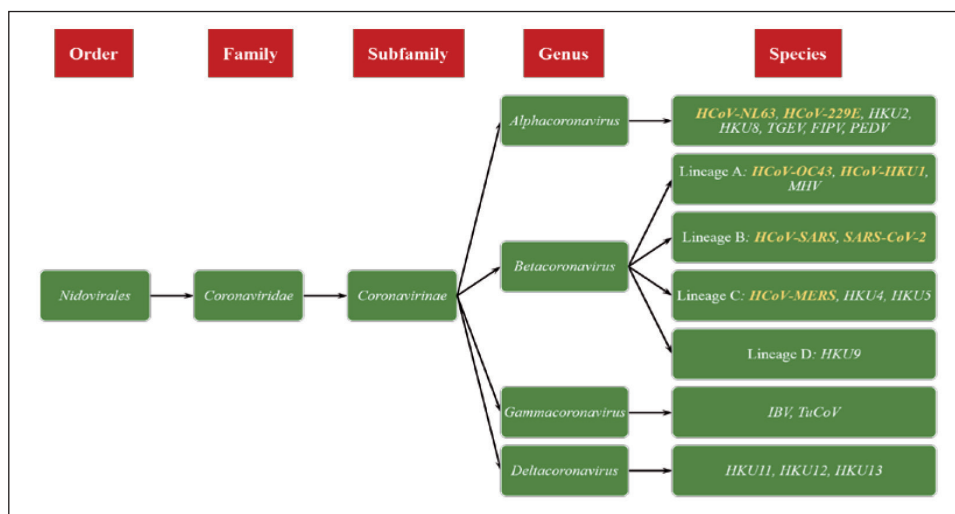 Order
Family
Subfamily
Genus
Species
Alphacoronavirus
HCoV-NL63, HCoV-229E, HKU2,
HKU8, TGEV, FIPV, PEDV
Lineage A: HCoV-OC43, HCoV-HKU1,
MHV
Lineage B: HCoV-SARS, SARS-CoV-2
Nidovirales
Coronaviridae
Coronavirinae
Betacoronavirus
Lineage C: HCoV-MERS, HKU4, HKU5
Lineage D: HKU9
Gammacoronavirus
IBV, TuCoV
Deltacoronavirus
HKU11, HKU12, HKU13